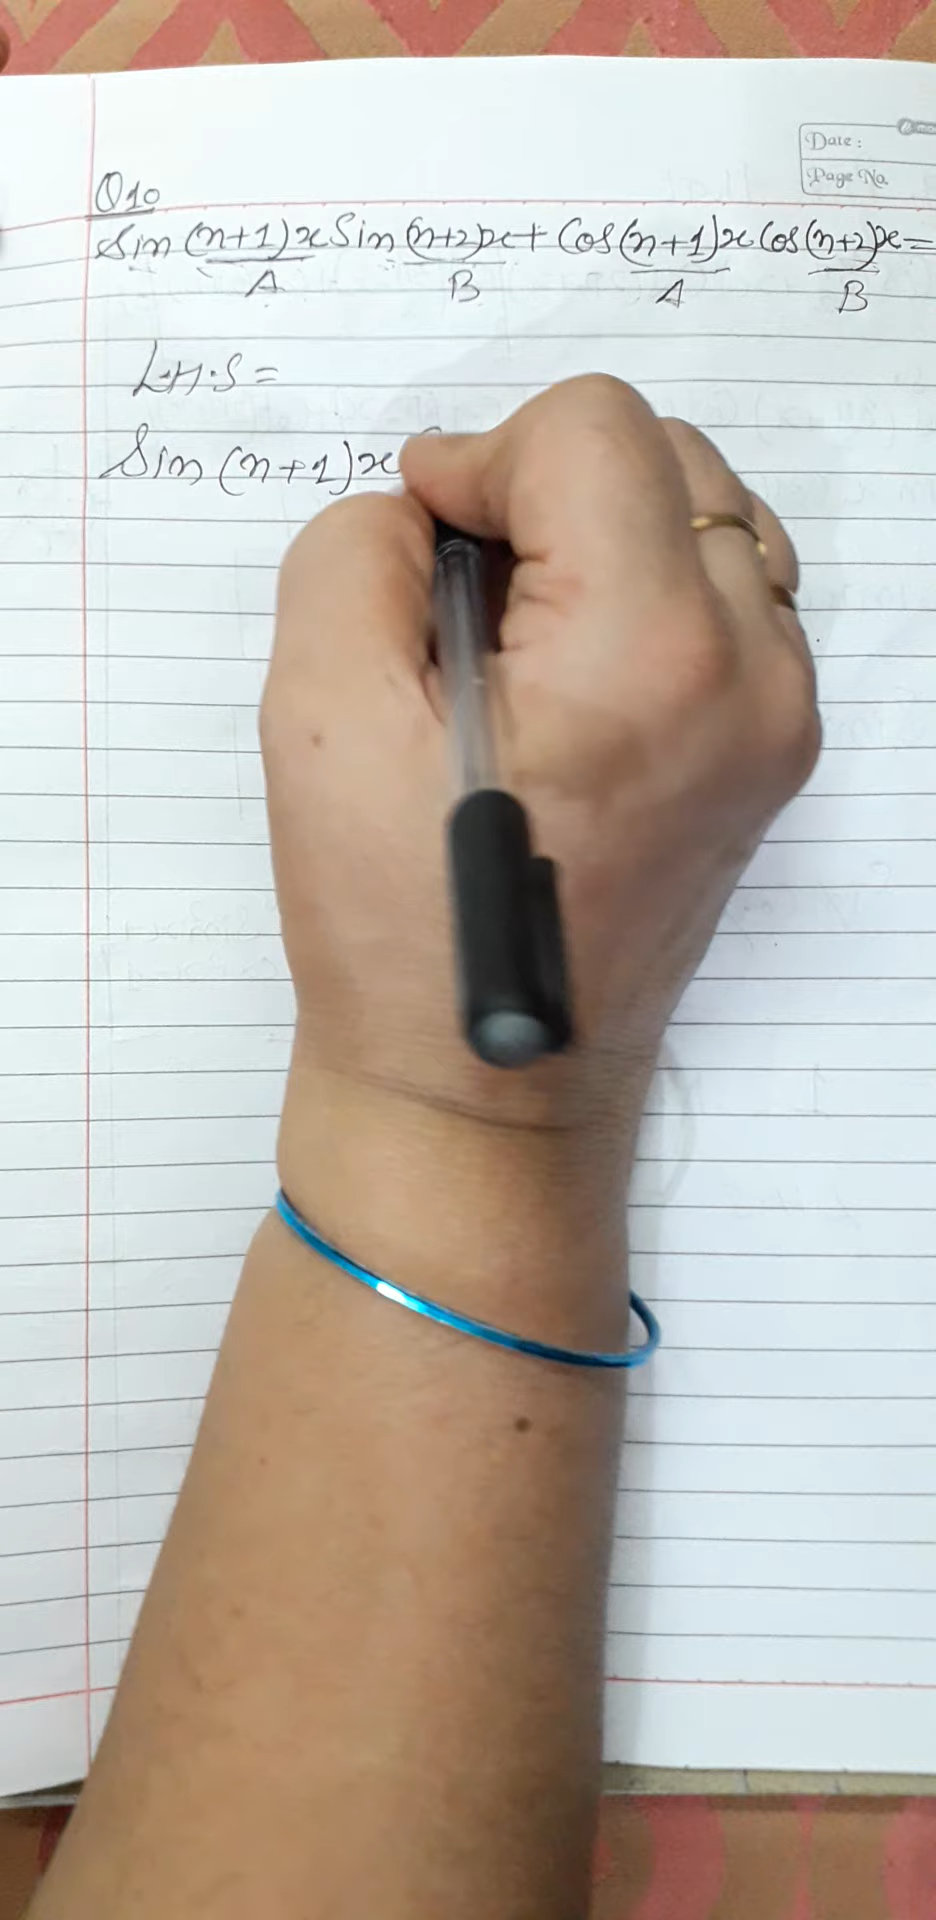 Date :
Page No.
Q10
Sin (n+1)x Sin (n+2)x + Cos(n+1)x Cos(n+2)x =
A B A B
L.H.S =
Sin (n+1)x